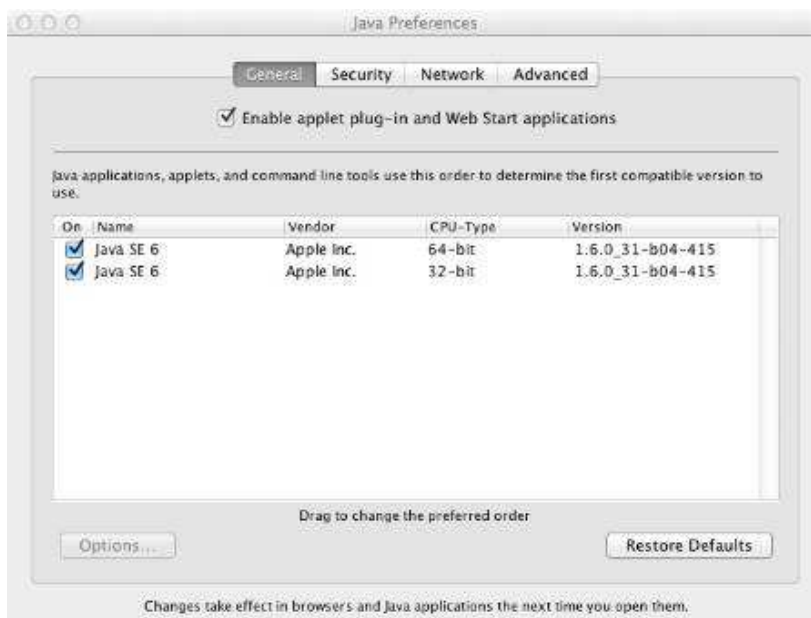 Java Preferences
General Security Network Advanced
Enable applet plug-in and Web Start applications
Java applications, applets, and command line tools use this order to determine the first compatible version to
use.
On Name Vendor CPU-Type Version
Java SE 6 Apple Inc. 64-bit 1.6.0_31-b04-415
Java SE 6 Apple Inc. 32-bit 1.6.0_31-b04-415
Drag to change the preferred order
Options... Restore Defaults
Changes take effect in browsers and Java applications the next time you open them.